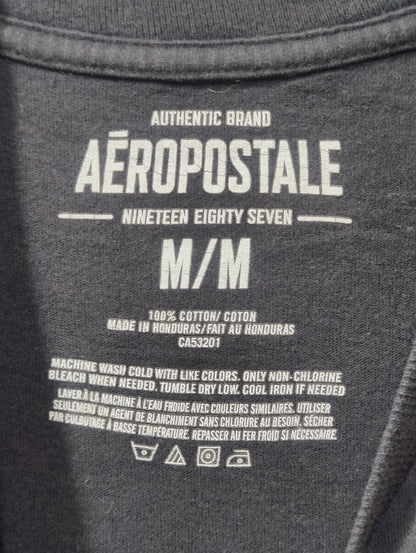 AUTHENTIC BRAND
AÉROPOSTALE
NINETEEN EIGHTY SEVEN
M/M
100% COTTON/ COTON
MADE IN HONDURAS/FAIT AU HONDURAS
CA53201
MACHINE WASH COLD WITH LIKE COLORS. ONLY NON-CHLORINE
BLEACH WHEN NEEDED. TUMBLE DRY LOW. COOL IRON IF NEEDED
LAVER À LA MACHINE À L'EAU FROIDE AVEC COULEURS SIMILAIRES. UTILISER
SEULEMENT UN AGENT DE BLANCHIMENT SANS CHLORURE AU BESOIN. SÉCHER
PAR CULBUTAGE À BASSE TEMPÉRATURE. REPASSER AU FER FROID SI NÉCESSAIRE.